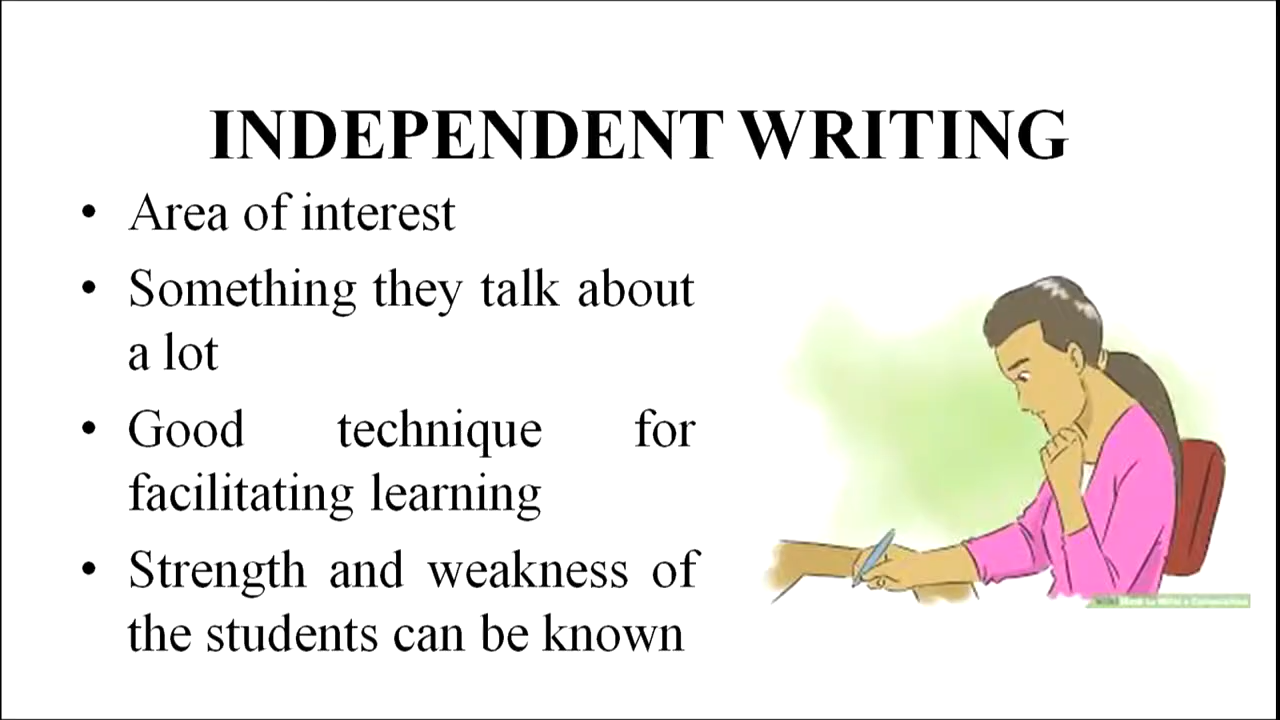 INDEPENDENT WRITING
• Area of interest
• Something they talk about
a lot
• Good technique for
facilitating learning
• Strength and weakness of
the students can be known